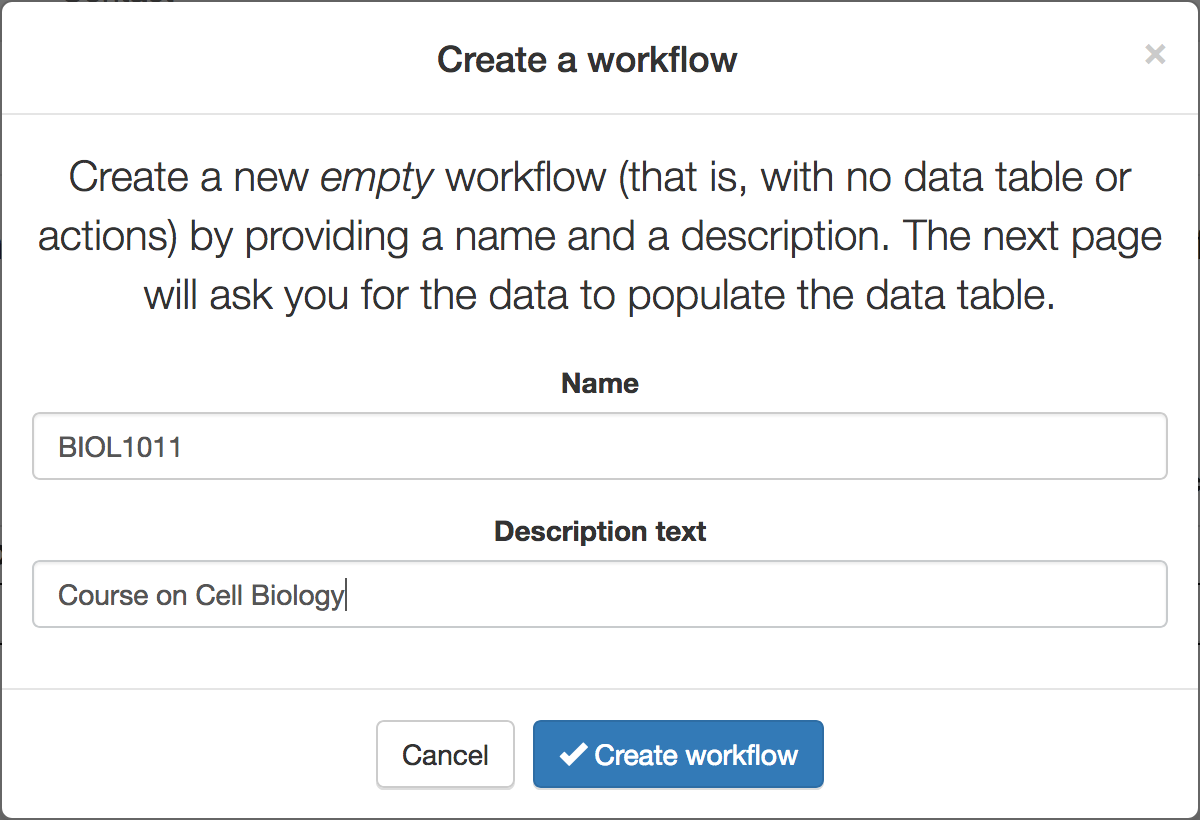 Create a workflow
×
Create a new empty workflow (that is, with no data table or
actions) by providing a name and a description. The next page
will ask you for the data to populate the data table.
Name
BIOL1011
Description text
Course on Cell Biology
Cancel
✔ Create workflow